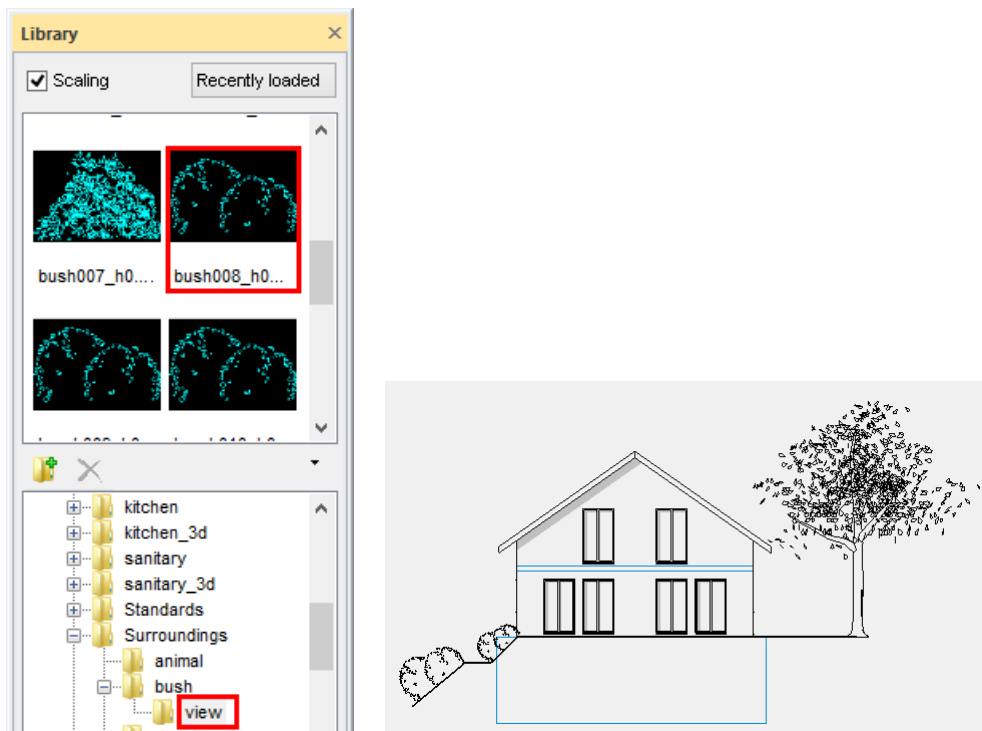 Library
Scaling
Recently loaded
bush007_h0....
bush008_h0...
kitchen
kitchen_3d
sanitary
sanitary_3d
Standards
Surroundings
animal
bush
view